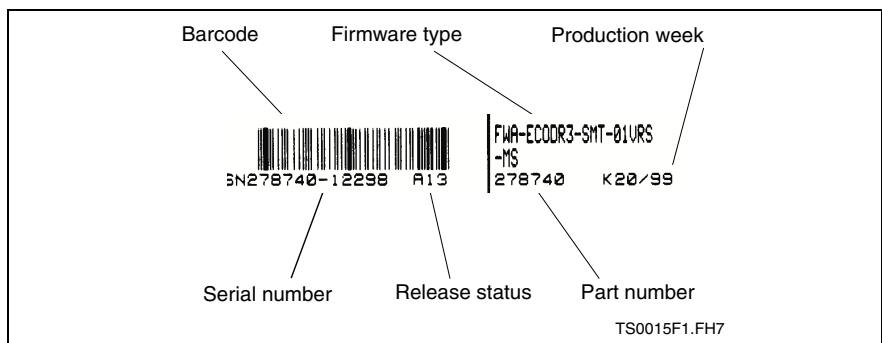 Barcode Firmware type Production week
FWA-ECODR3-SMT-01VRS
-MS
SN278740-12298 A13 278740 K20/99
Serial number Release status Part number
TS0015F1.FH7